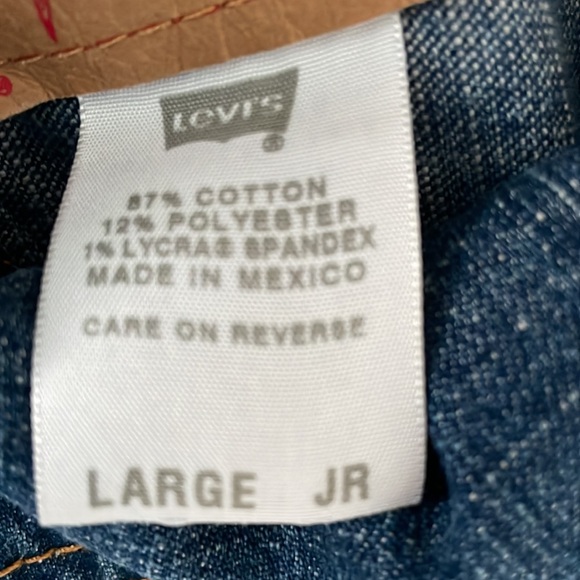 Levi's ®
87% COTTON
12% POLYESTER
1% LYCRA® SPANDEX
MADE IN MEXICO
CARE ON REVERSE
LARGE JR